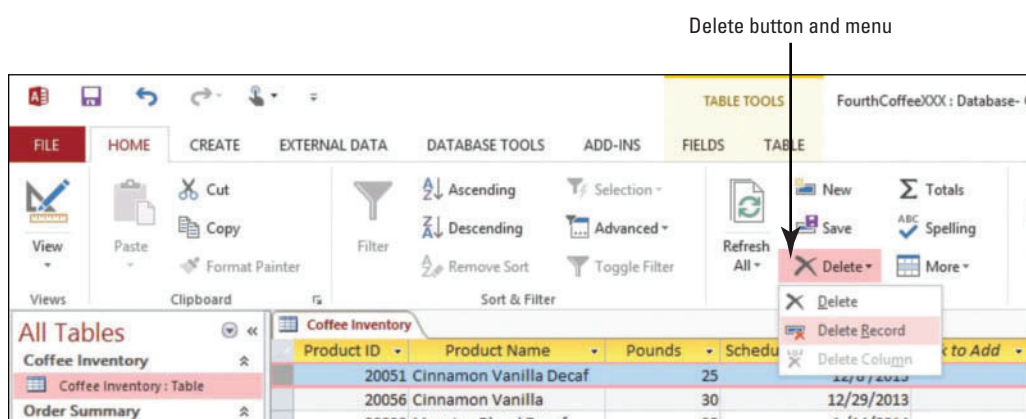 Delete button and menu
TABLE TOOLS
FourthCoffeeXXX : Database-
FILE HOME CREATE EXTERNAL DATA DATABASE TOOLS ADD-INS FIELDS TABLE
Cut Ascending Selection New Totals
Copy Descending Advanced Save Spelling
View Paste Format Painter Filter Remove Sort Toggle Filter Refresh All Delete More
Views Clipboard Sort & Filter
Delete
Delete Record
Delete Column
All Tables
Coffee Inventory
Coffee Inventory : Table
Order Summary
Coffee Inventory
Product ID Product Name Pounds to Add
20051 Cinnamon Vanilla Decaf 25
20056 Cinnamon Vanilla 30 12/29/2013